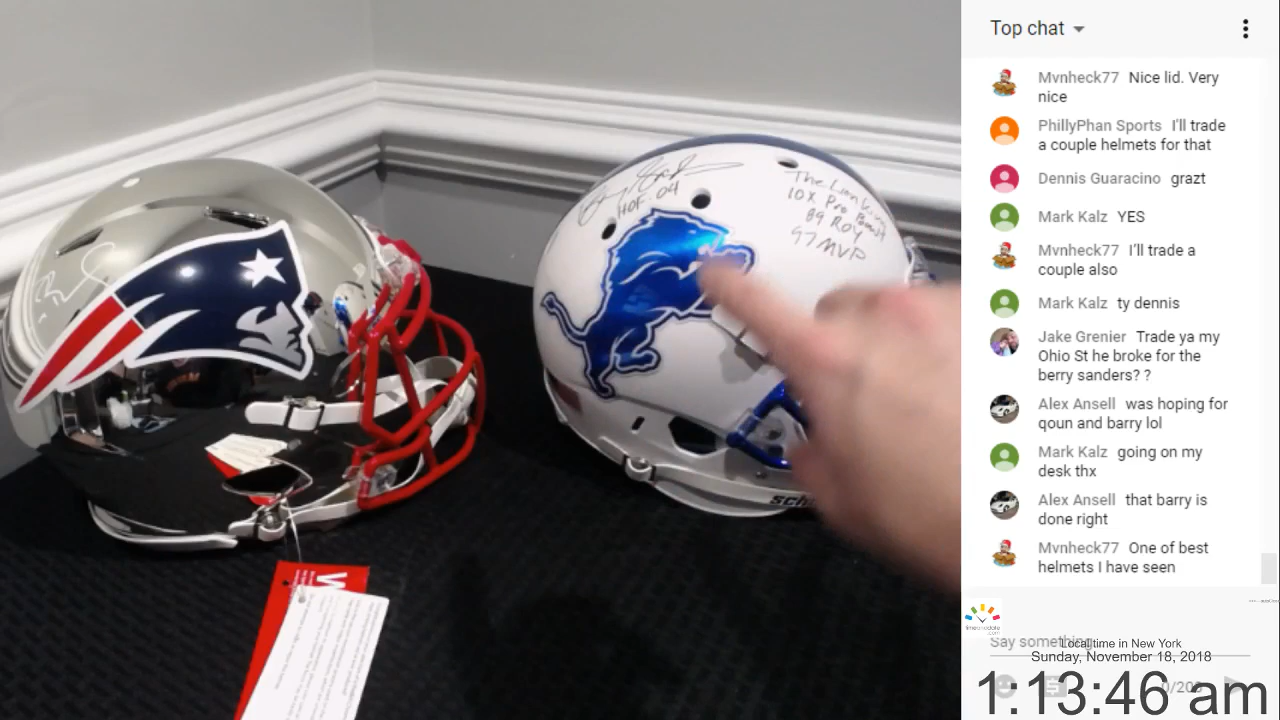 HOF. 04
The Lion King
10X Pro Bowl
89 ROY
97 MVP
Top chat
Mvnheck77 Nice lid. Very
nice
PhillyPhan Sports I'll trade
a couple helmets for that
Dennis Guaracino grazt
Mark Kalz YES
Mvnheck77 I'll trade a
couple also
Mark Kalz ty dennis
Jake Grenier Trade ya my
Ohio St he broke for the
berry sanders? ?
Alex Ansell was hoping for
qoun and barry lol
Mark Kalz going on my
desk thx
Alex Ansell that barry is
done right
Mvnheck77 One of best
helmets I have seen
Say something...
Local time in New York
Sunday, November 18, 2018
0/200
1:13:46 am